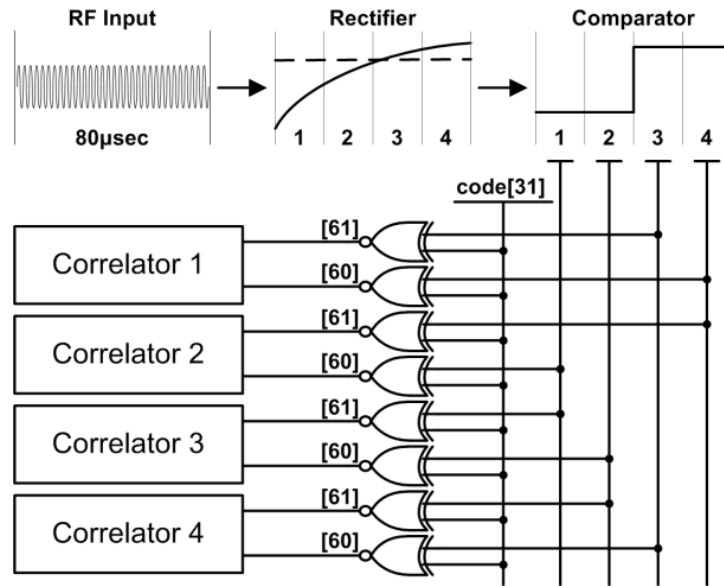 RF Input Rectifier Comparator
80µsec 1 2 3 4 1 2 3 4
code[31]
[61]
Correlator 1
[60]
[61]
Correlator 2
[60]
[61]
Correlator 3
[60]
[61]
Correlator 4
[60]